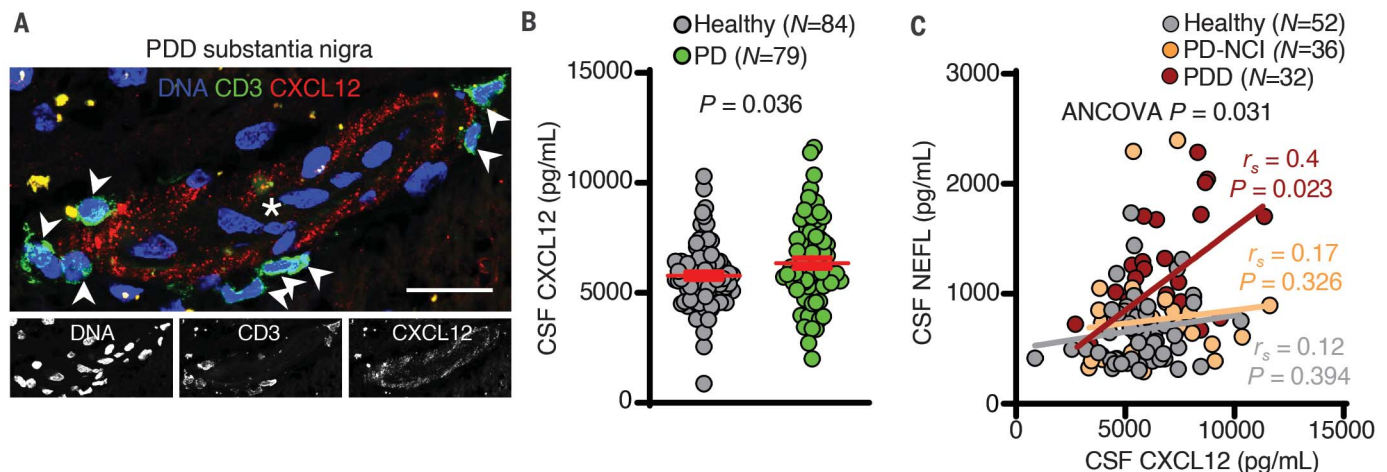 A
PDD substantia nigra
DNA CD3 CXCL12
*
DNA
CD3
CXCL12
B
Healthy (N=84)
PD (N=79)
P = 0.036
CSF CXCL12 (pg/mL)
15000
10000
5000
0
C
Healthy (N=52)
PD-NCI (N=36)
PDD (N=32)
ANCOVA P = 0.031
rs = 0.4
P = 0.023
rs = 0.17
P = 0.326
rs = 0.12
P = 0.394
CSF NEFL (pg/mL)
3000
2000
1000
0
0 5000 10000 15000
CSF CXCL12 (pg/mL)